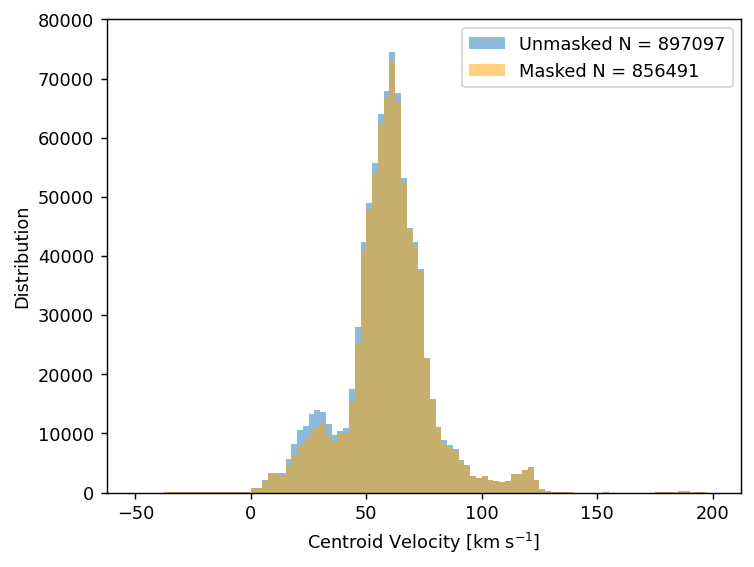 Unmasked N = 897097
Masked N = 856491
80000
70000
60000
50000
40000
30000
20000
10000
0
Distribution
−50 0 50 100 150 200
Centroid Velocity [km s⁻¹]